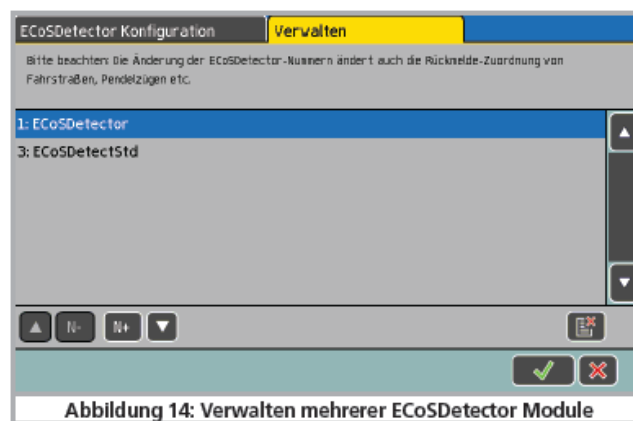 ECoSDetector Konfiguration
Verwalten
Bitte beachten: Die Änderung der ECoSDetector-Nummern ändert auch die Rückmelde-Zuordnung von
Fahrstraßen, Pendelzügen etc.
1: ECoSDetector
3: ECoSDetectStd
N-
N+
Abbildung 14: Verwalten mehrerer ECoSDetector Module